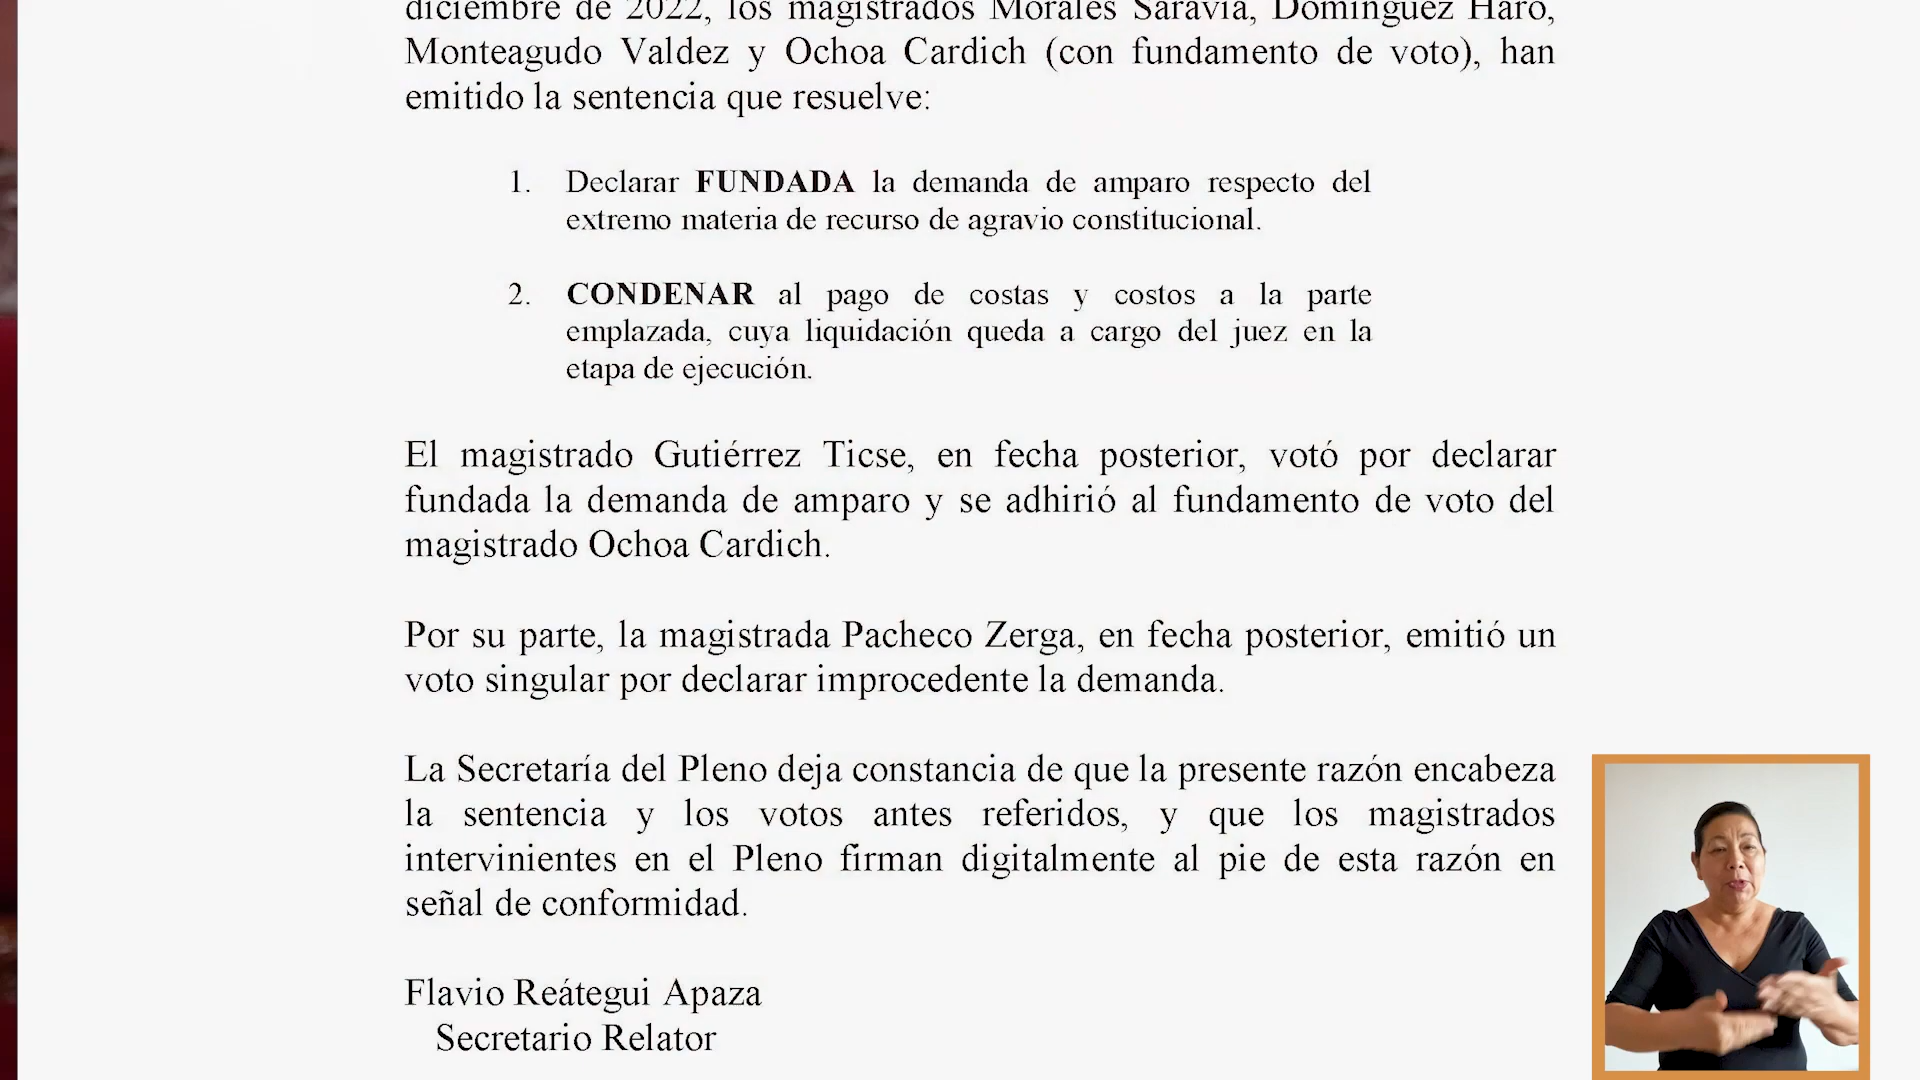 diciembre de 2022, los magistrados Morales Saravia, Domínguez Haro,
Monteagudo Valdez y Ochoa Cardich (con fundamento de voto), han
emitido la sentencia que resuelve:
1. Declarar FUNDADA la demanda de amparo respecto del
extremo materia de recurso de agravio constitucional.
2. CONDENAR al pago de costas y costos a la parte
emplazada, cuya liquidación queda a cargo del juez en la
etapa de ejecución.
El magistrado Gutiérrez Ticse, en fecha posterior, votó por declarar
fundada la demanda de amparo y se adhirió al fundamento de voto del
magistrado Ochoa Cardich.
Por su parte, la magistrada Pacheco Zerga, en fecha posterior, emitió un
voto singular por declarar improcedente la demanda.
La Secretaría del Pleno deja constancia de que la presente razón encabeza
la sentencia y los votos antes referidos, y que los magistrados
intervinientes en el Pleno firman digitalmente al pie de esta razón en
señal de conformidad.
Flavio Reátegui Apaza
Secretario Relator